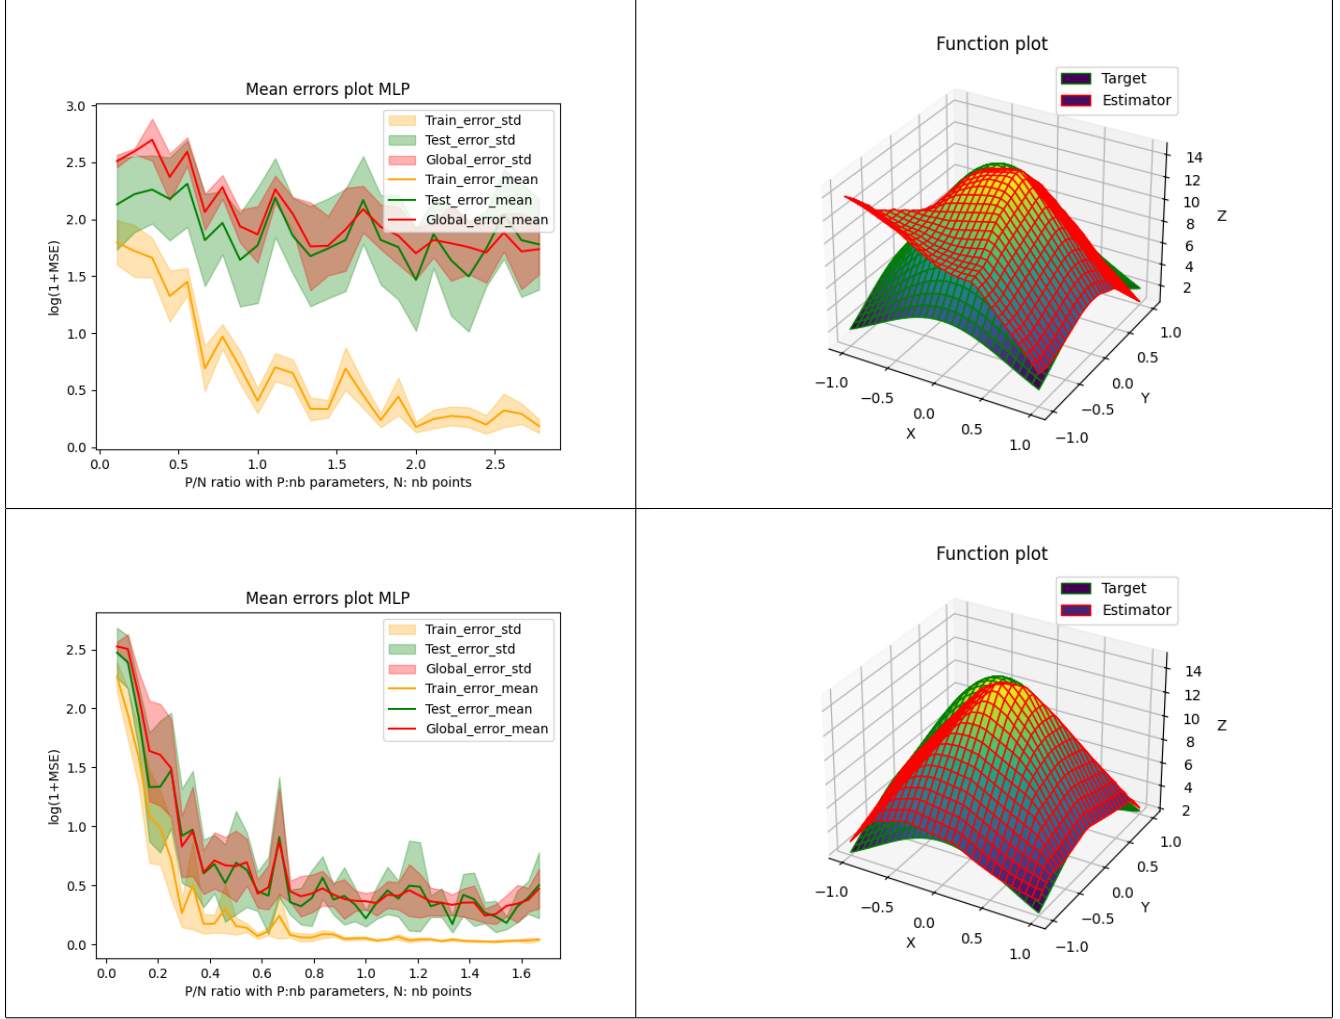 Mean errors plot MLP
3.0
2.5
2.0
1.5
1.0
0.5
0.0
log(1+MSE)
Train_error_std
Test_error_std
Global_error_std
Train_error_mean
Test_error_mean
Global_error_mean
0.0 0.5 1.0 1.5 2.0 2.5
P/N ratio with P:nb parameters, N: nb points
Function plot
Target
Estimator
14
12
10
8
6
4
2
Z
−1.0 −0.5 0.0 0.5 1.0
X
−1.0 −0.5 0.0 0.5 1.0
Y
Mean errors plot MLP
2.5
2.0
1.5
1.0
0.5
0.0
log(1+MSE)
Train_error_std
Test_error_std
Global_error_std
Train_error_mean
Test_error_mean
Global_error_mean
0.0 0.2 0.4 0.6 0.8 1.0 1.2 1.4 1.6
P/N ratio with P:nb parameters, N: nb points
Function plot
Target
Estimator
14
12
10
8
6
4
2
Z
−1.0 −0.5 0.0 0.5 1.0
X
−1.0 −0.5 0.0 0.5 1.0
Y